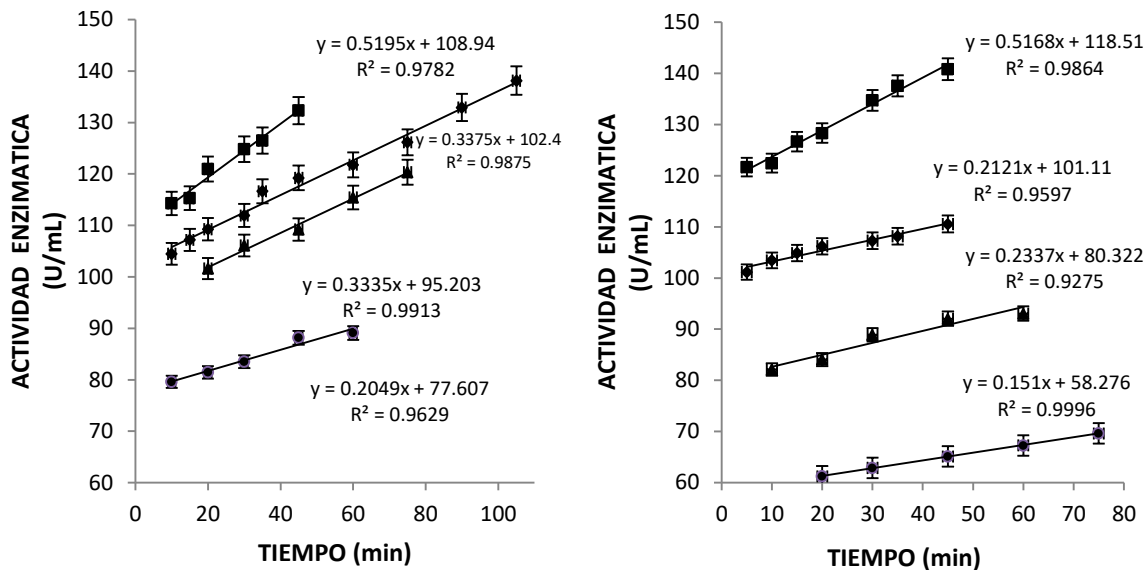 150
140
130
120
110
100
90
80
70
60
ACTIVIDAD ENZIMATICA
(U/mL)
y = 0.5195x + 108.94
R² = 0.9782
y = 0.3375x + 102.4
R² = 0.9875
y = 0.3335x + 95.203
R² = 0.9913
y = 0.2049x + 77.607
R² = 0.9629
0 20 40 60 80 100
TIEMPO (min)
150
140
130
120
110
100
90
80
70
60
ACTIVIDAD ENZIMATICA
(U/mL)
y = 0.5168x + 118.51
R² = 0.9864
y = 0.2121x + 101.11
R² = 0.9597
y = 0.2337x + 80.322
R² = 0.9275
y = 0.151x + 58.276
R² = 0.9996
0 10 20 30 40 50 60 70 80
TIEMPO (min)